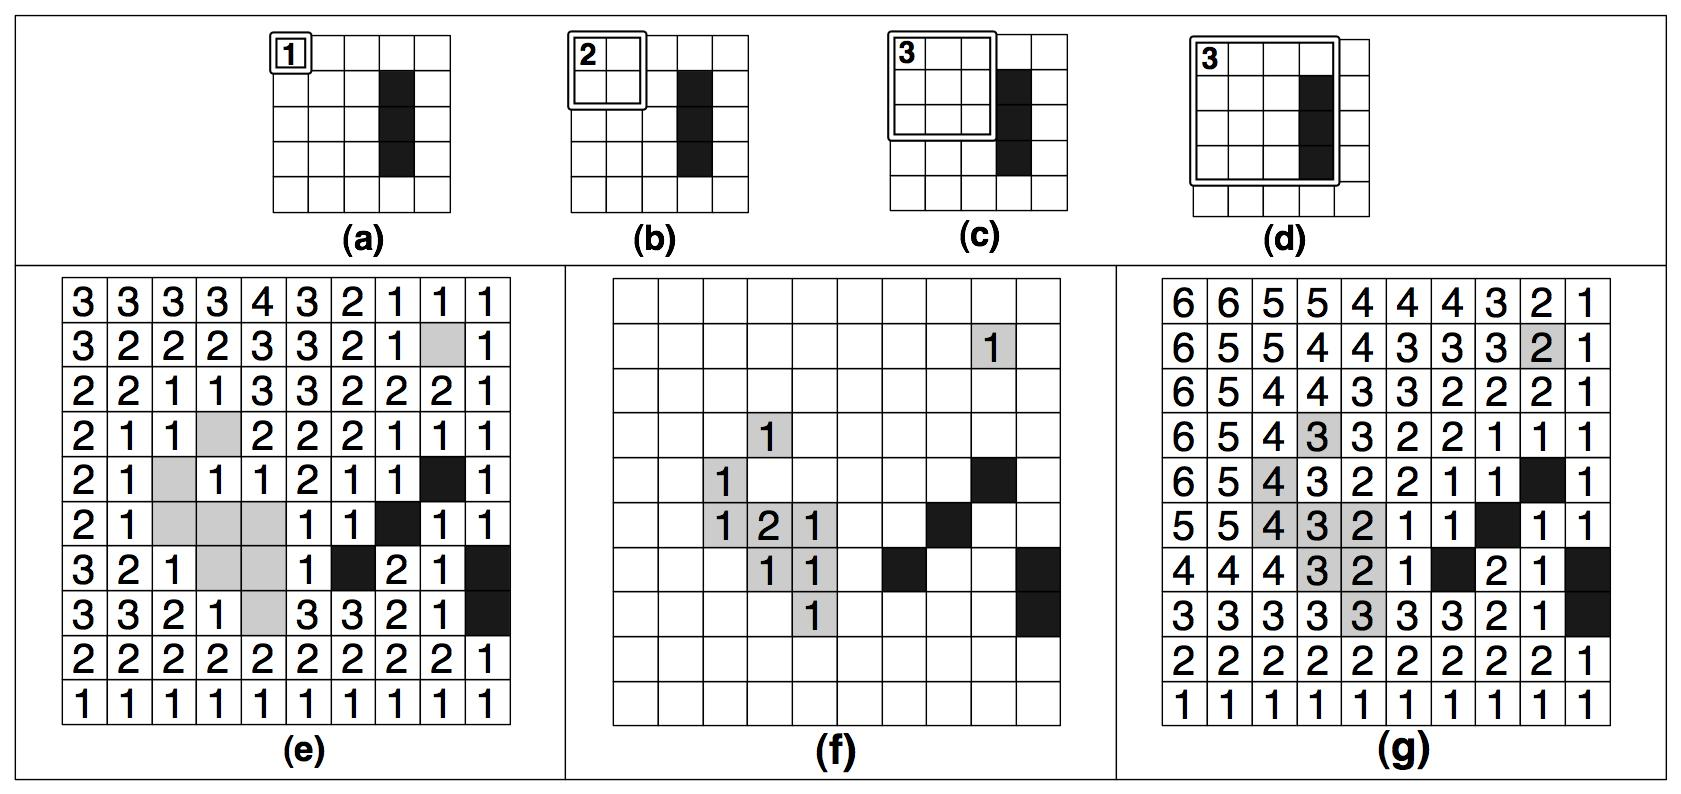 1 2 3 3
(a) (b) (c) (d)
3 3 3 3 4 3 2 1 1 1
3 2 2 2 3 3 2 1 1
2 2 1 1 3 3 2 2 2 1
2 1 1 2 2 2 1 1 1
2 1 1 1 2 1 1 1
2 1 1 1 1 1
3 2 1 1 2 1
3 3 2 1 3 3 2 1
2 2 2 2 2 2 2 2 2 1
1 1 1 1 1 1 1 1 1 1
(e)
1
1
1
1 2 1
1 1
1
(f)
6 6 5 5 4 4 4 3 2 1
6 5 5 4 4 3 3 3 2 1
6 5 4 4 3 3 2 2 2 1
6 5 4 3 3 2 2 1 1 1
6 5 4 3 2 2 1 1 1
5 5 4 3 2 1 1 1 1
4 4 4 3 2 1 2 1
3 3 3 3 3 3 3 2 1
2 2 2 2 2 2 2 2 2 1
1 1 1 1 1 1 1 1 1 1
(g)